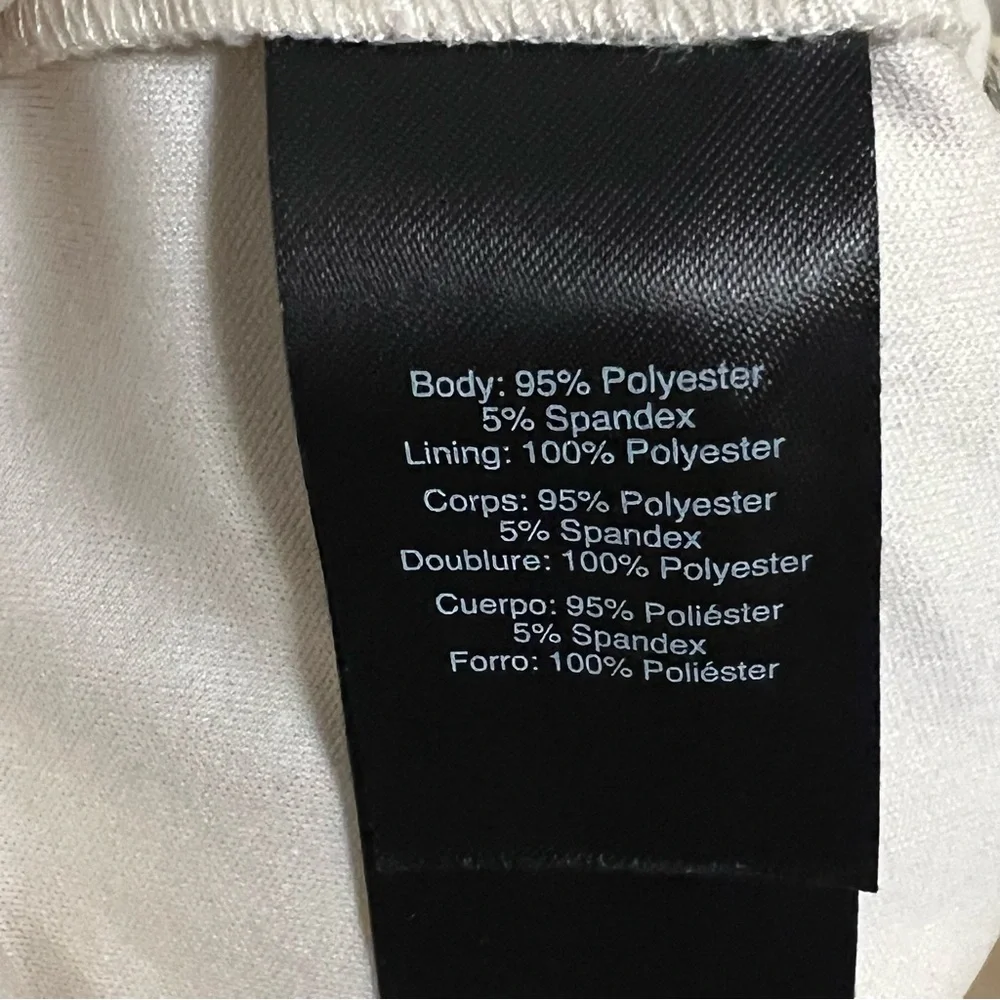 Body: 95% Polyester
5% Spandex
Lining: 100% Polyester
Corps: 95% Polyester
5% Spandex
Doublure: 100% Polyester
Cuerpo: 95% Poliéster
5% Spandex
Forro: 100% Poliéster